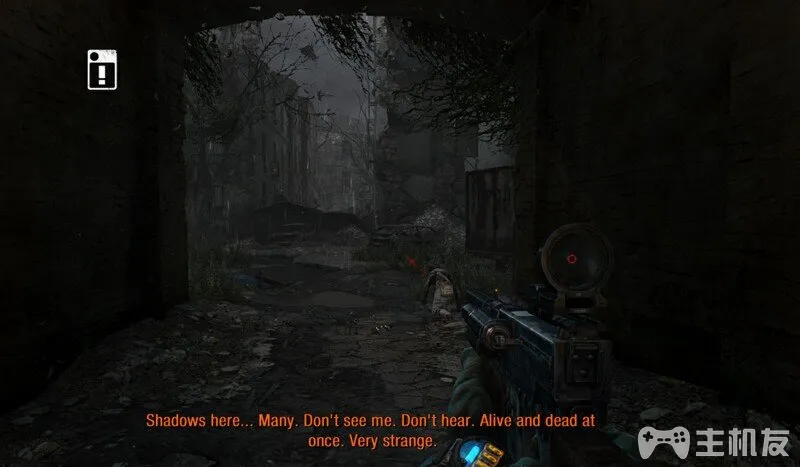 Shadows here... Many. Don't see me. Don't hear. Alive and dead at
once. Very strange.
主机友